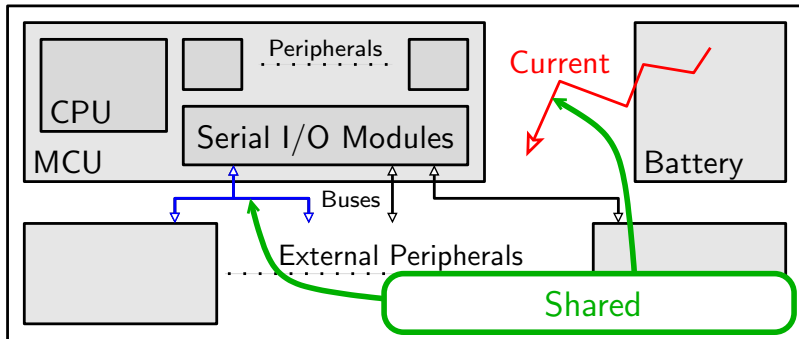 Peripherals
Current
CPU
Serial I/O Modules
MCU
Battery
Buses
External Peripherals
Shared